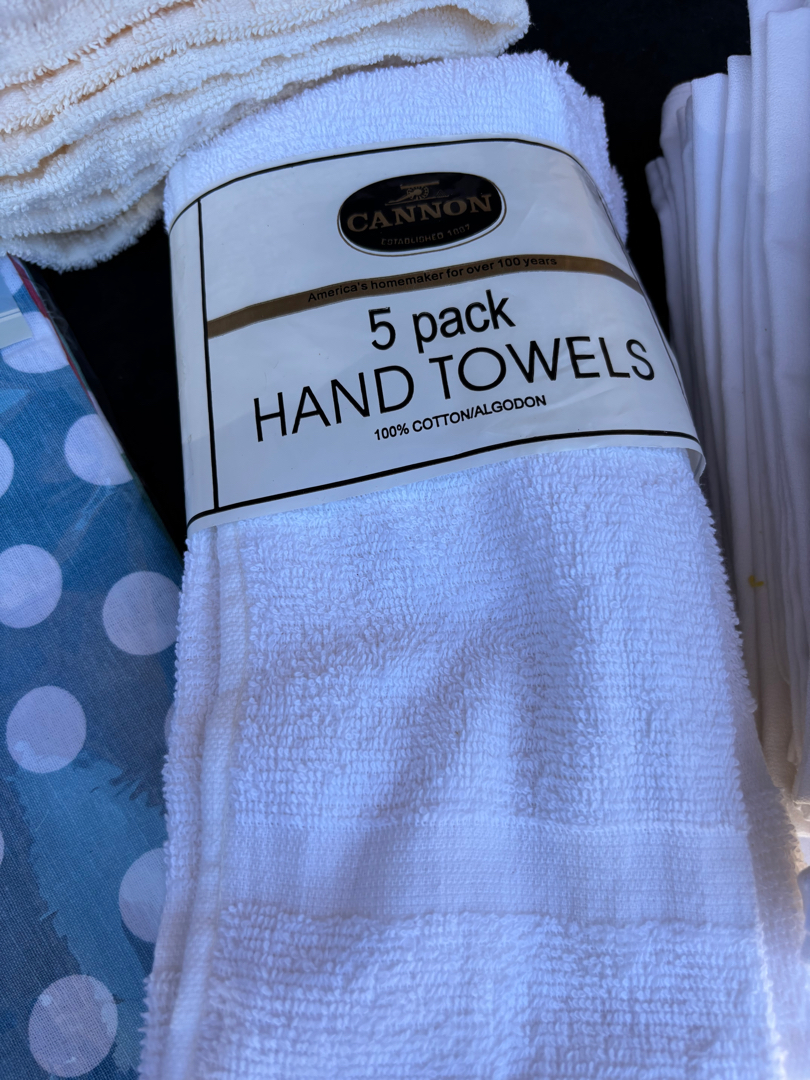 CANNON
ESTABLISHED 1887
America's homemaker for over 100 years
5 pack
HAND TOWELS
100% COTTON/ALGODON